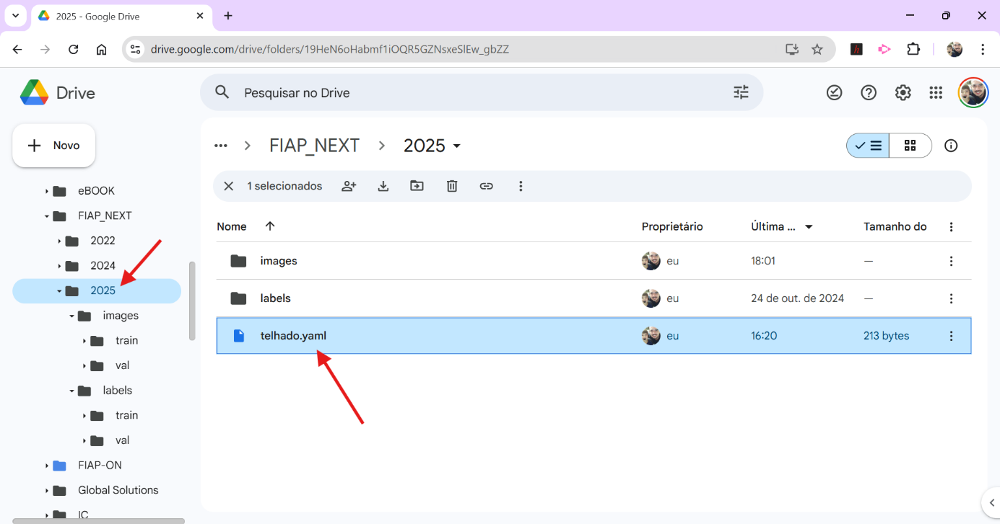 2025 - Google Drive
drive.google.com/drive/folders/19HeN6oHabmf1iOQR5GZNsxeSlEw_gbZZ
Drive
Pesquisar no Drive
Novo
eBOOK
FIAP_NEXT
2022
2024
2025
images
train
val
labels
train
val
FIAP-ON
Global Solutions
IC
... > FIAP_NEXT > 2025
1 selecionados
Nome Proprietário Última ... Tamanho do
images eu 18:01 —
labels eu 24 de out. de 2024 —
telhado.yaml eu 16:20 213 bytes